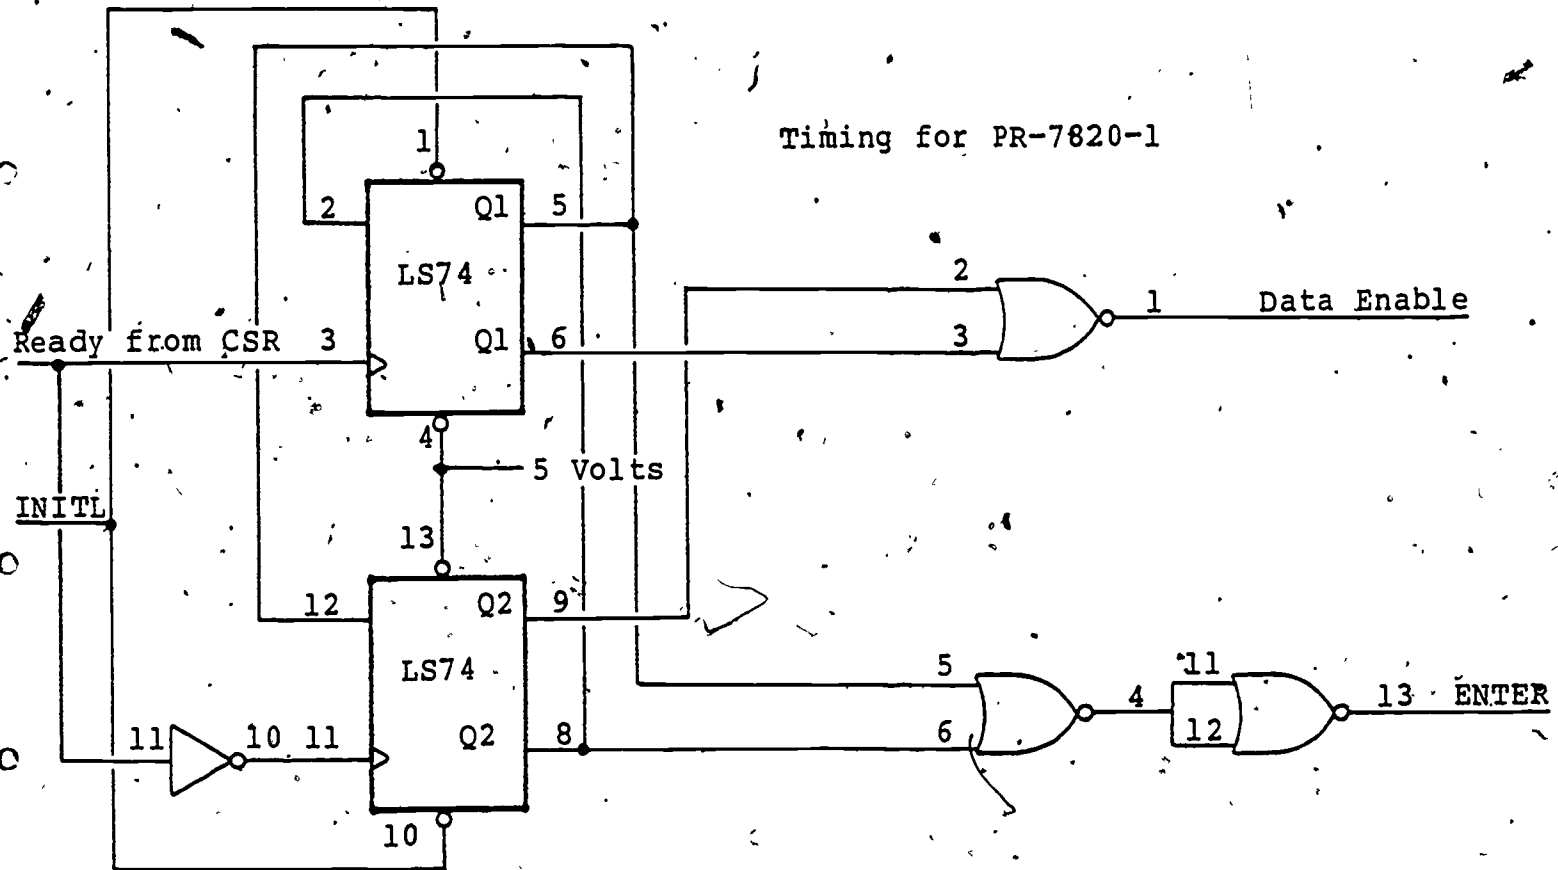 Timing for PR-7820-1
1
2 Q1 5
LS74
2
1 Data Enable
3
Ready from CSR 3 Q1 6
4
5 Volts
INITL
13
12 Q2 9
LS74
5
11
4
13 ENTER
6
12
11 10 11 Q2 8
10